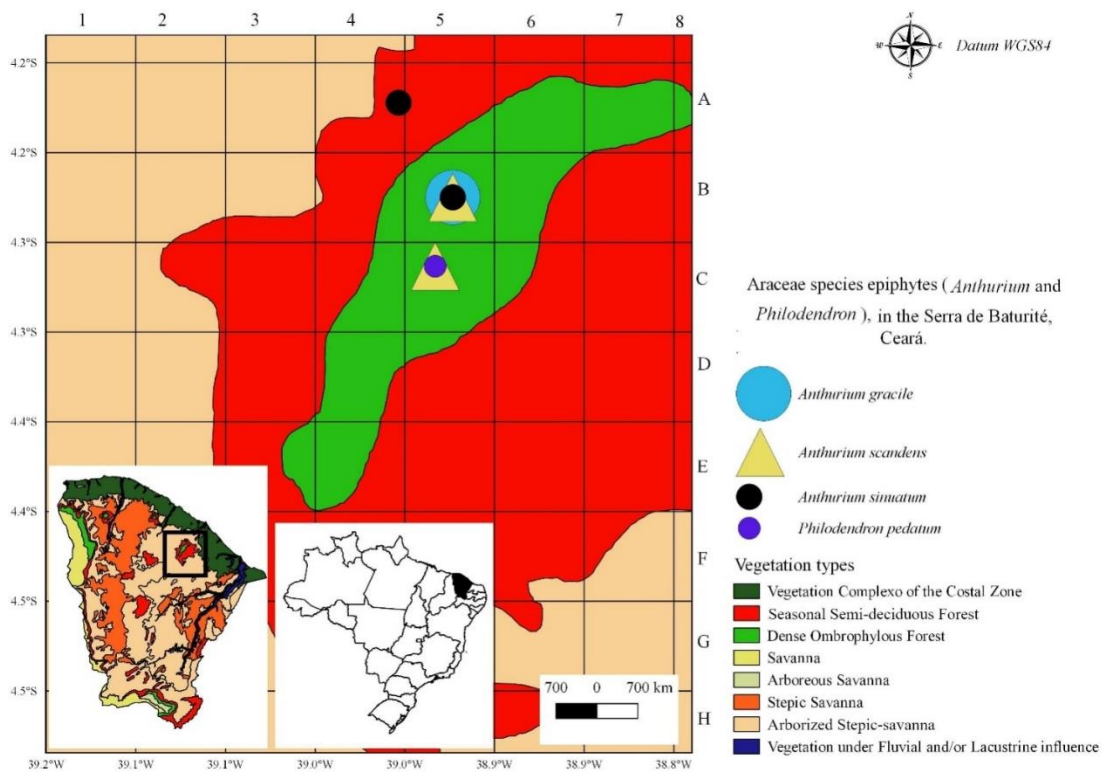 1 2 3 4 5 6 7 8
N
W E
S
Datum WGS84
4.2°S
A
4.2°S
B
4.3°S
C
4.3°S
D
4.4°S
E
4.4°S
F
4.5°S
G
4.5°S
H
39.2°W 39.1°W 39.1°W 39.0°W 39.0°W 38.9°W 38.9°W 38.8°W
700 0 700 km
Araceae species epiphytes (Anthurium and
Philodendron), in the Serra de Baturité,
Ceará.
Anthurium gracile
Anthurium scandens
Anthurium sinuatum
Philodendron pedatum
Vegetation types
Vegetation Complexo of the Costal Zone
Seasonal Semi-deciduous Forest
Dense Ombrophylous Forest
Savanna
Arboreous Savanna
Stepic Savanna
Arborized Stepic-savanna
Vegetation under Fluvial and/or Lacustrine influence